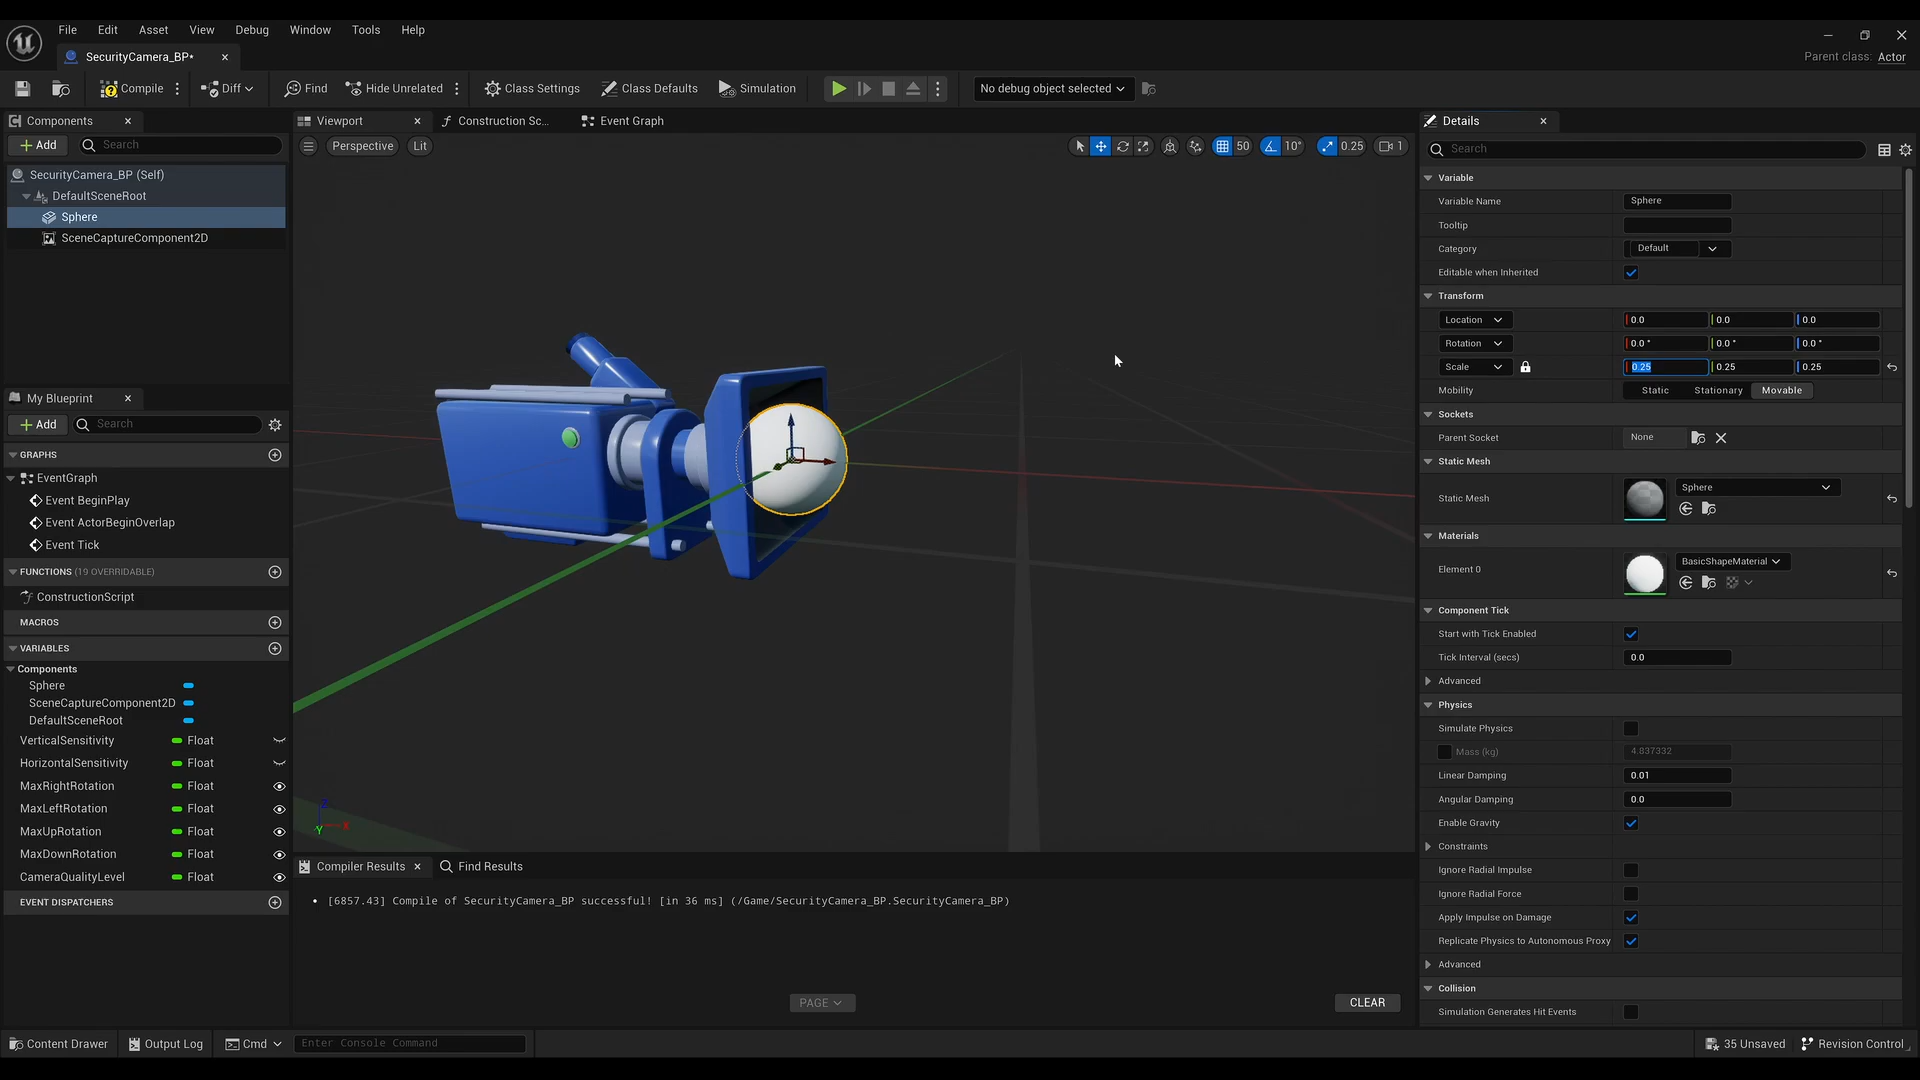 File Edit Asset View Debug Window Tools Help
SecurityCamera_BP*
Parent class: Actor
Compile Diff Find Hide Unrelated Class Settings Class Defaults Simulation No debug object selected
Components
Add Search
SecurityCamera_BP (Self)
DefaultSceneRoot
Sphere
SceneCaptureComponent2D
My Blueprint
Add Search
GRAPHS
EventGraph
Event BeginPlay
Event ActorBeginOverlap
Event Tick
FUNCTIONS (19 OVERRIDABLE)
ConstructionScript
MACROS
VARIABLES
Components
Sphere
SceneCaptureComponent2D
DefaultSceneRoot
VerticalSensitivity Float
HorizontalSensitivity Float
MaxRightRotation Float
MaxLeftRotation Float
MaxUpRotation Float
MaxDownRotation Float
CameraQualityLevel Float
EVENT DISPATCHERS
Viewport Construction Sc... Event Graph
Perspective Lit 50 10° 0.25 1
Z
X
Y
Compiler Results Find Results
• [6857.43] Compile of SecurityCamera_BP successful! [in 36 ms] (/Game/SecurityCamera_BP.SecurityCamera_BP)
PAGE CLEAR
Details
Search
Variable
Variable Name Sphere
Tooltip
Category Default
Editable when Inherited
Transform
Location 0.0 0.0 0.0
Rotation 0.0 ° 0.0 ° 0.0 °
Scale 0.25 0.25 0.25
Mobility Static Stationary Movable
Sockets
Parent Socket None
Static Mesh
Static Mesh Sphere
Materials
Element 0 BasicShapeMaterial
Component Tick
Start with Tick Enabled
Tick Interval (secs) 0.0
Advanced
Physics
Simulate Physics
Mass (kg) 4.837332
Linear Damping 0.01
Angular Damping 0.0
Enable Gravity
Constraints
Ignore Radial Impulse
Ignore Radial Force
Apply Impulse on Damage
Replicate Physics to Autonomous Proxy
Advanced
Collision
Simulation Generates Hit Events
Content Drawer Output Log Cmd Enter Console Command 35 Unsaved Revision Control